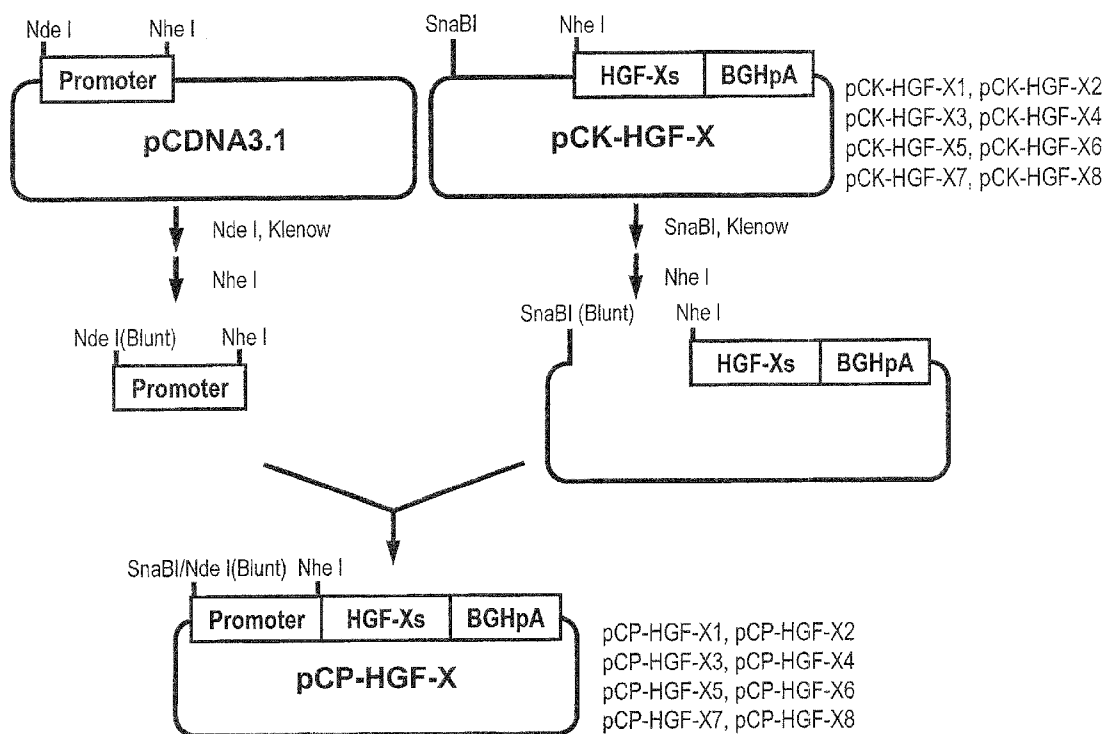 Nde I
Nhe I
Promoter
pCDNA3.1
SnaBI
Nhe I
HGF-Xs
BGHpA
pCK-HGF-X
pCK-HGF-X1, pCK-HGF-X2
pCK-HGF-X3, pCK-HGF-X4
pCK-HGF-X5, pCK-HGF-X6
pCK-HGF-X7, pCK-HGF-X8
Nde I, Klenow
Nhe I
SnaBI, Klenow
Nhe I
Nde I(Blunt)
Nhe I
Promoter
SnaBI (Blunt)
Nhe I
HGF-Xs
BGHpA
SnaBI/Nde I(Blunt)
Nhe I
Promoter
HGF-Xs
BGHpA
pCP-HGF-X
pCP-HGF-X1, pCP-HGF-X2
pCP-HGF-X3, pCP-HGF-X4
pCP-HGF-X5, pCP-HGF-X6
pCP-HGF-X7, pCP-HGF-X8